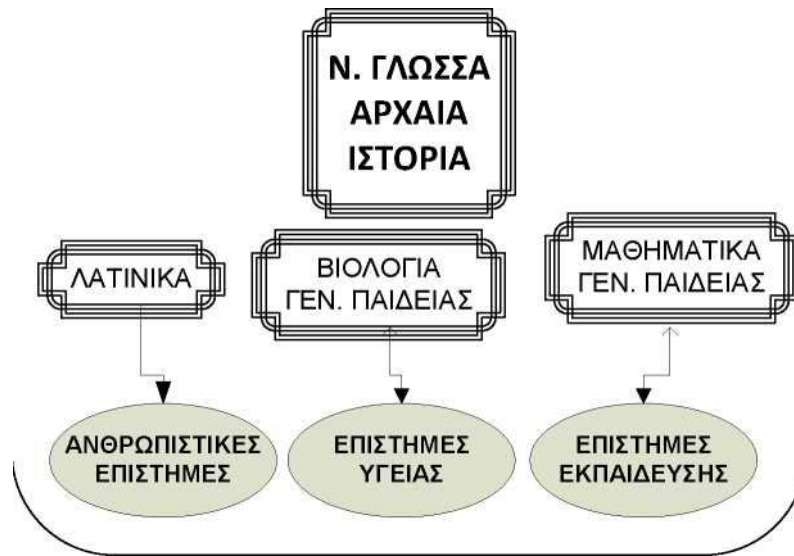 Ν. ΓΛΩΣΣΑ
ΑΡΧΑΙΑ
ΙΣΤΟΡΙΑ
ΛΑΤΙΝΙΚΑ
ΒΙΟΛΟΓΙΑ
ΓΕΝ. ΠΑΙΔΕΙΑΣ
ΜΑΘΗΜΑΤΙΚΑ
ΓΕΝ. ΠΑΙΔΕΙΑΣ
ΑΝΘΡΩΠΙΣΤΙΚΕΣ
ΕΠΙΣΤΗΜΕΣ
ΕΠΙΣΤΗΜΕΣ
ΥΓΕΙΑΣ
ΕΠΙΣΤΗΜΕΣ
ΕΚΠΑΙΔΕΥΣΗΣ